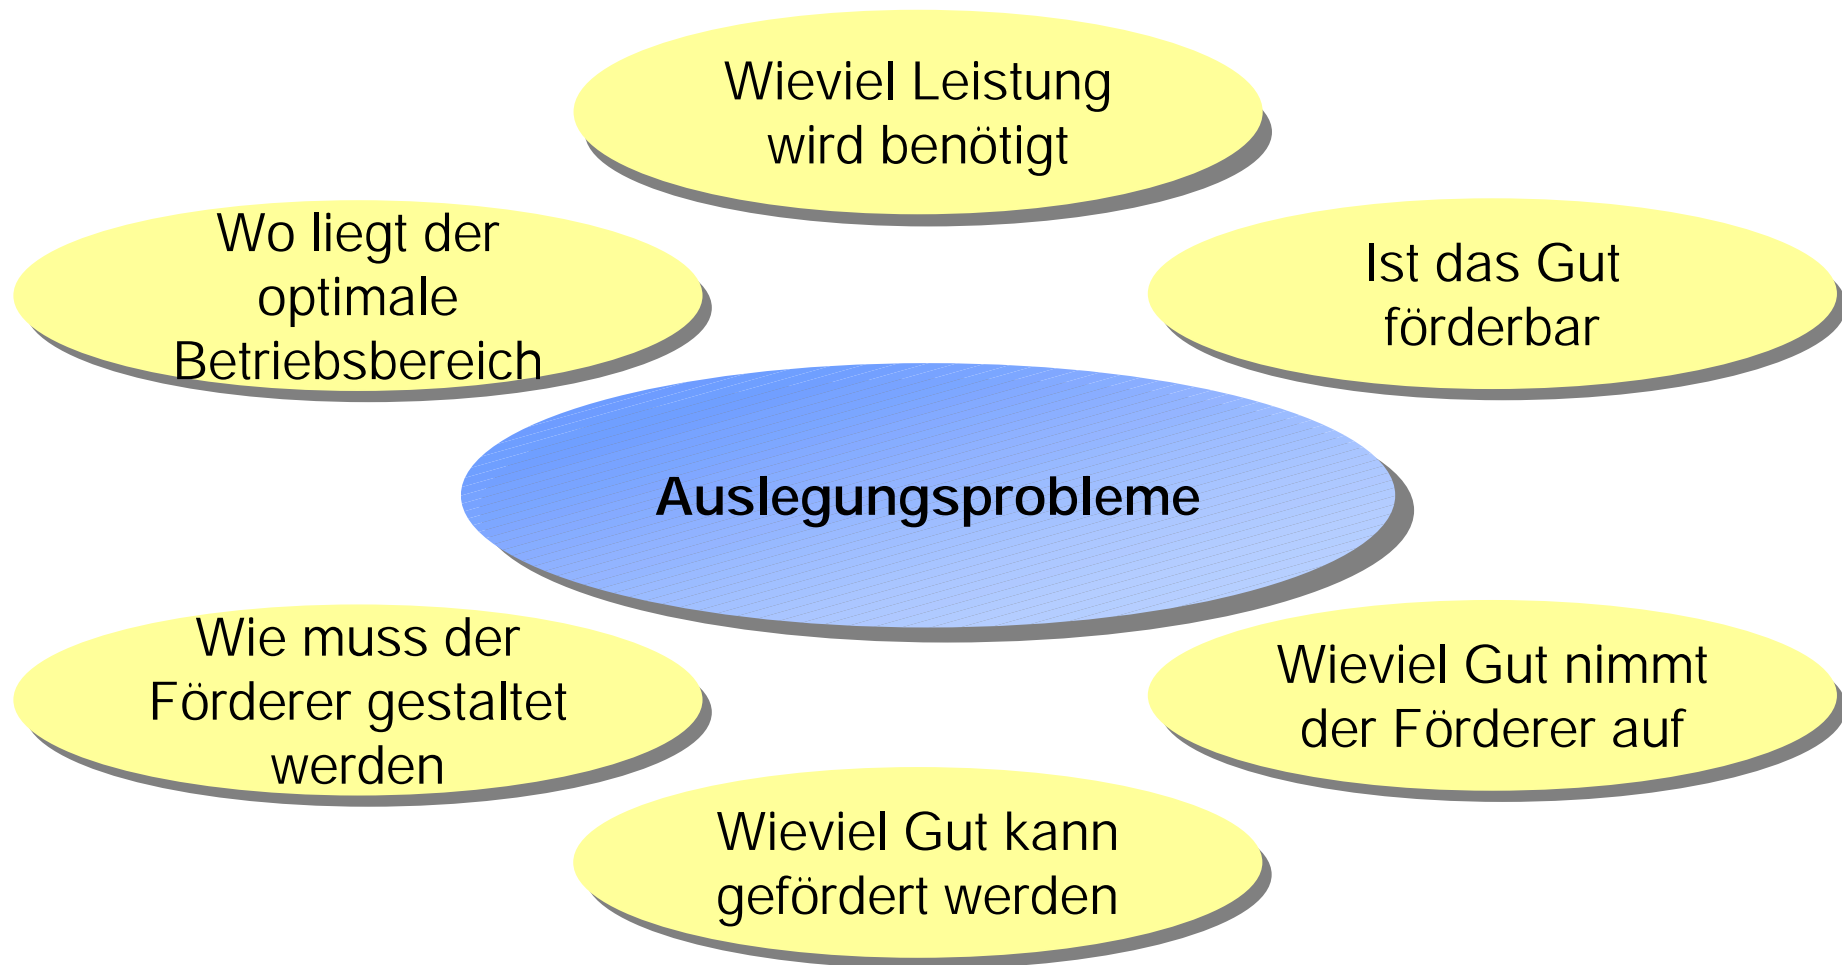 Wieviel Leistung
wird benötigt
Wo liegt der
optimale
Betriebsbereich
Ist das Gut
förderbar
Auslegungsprobleme
Wie muss der
Förderer gestaltet
werden
Wieviel Gut nimmt
der Förderer auf
Wieviel Gut kann
gefördert werden